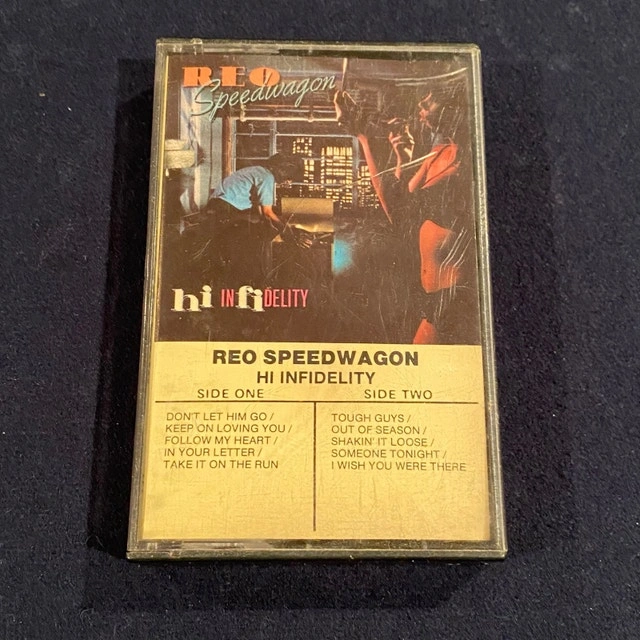 REO
Speedwagon
hi INfiDELITY
REO SPEEDWAGON
HI INFIDELITY
SIDE ONE
DON'T LET HIM GO /
KEEP ON LOVING YOU /
FOLLOW MY HEART /
IN YOUR LETTER /
TAKE IT ON THE RUN
SIDE TWO
TOUGH GUYS /
OUT OF SEASON /
SHAKIN' IT LOOSE /
SOMEONE TONIGHT /
I WISH YOU WERE THERE